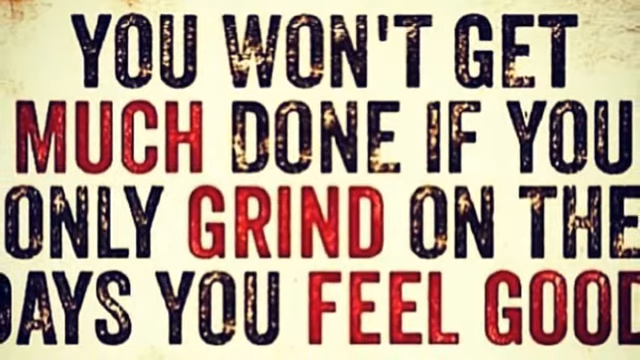 YOU WON'T GET
MUCH DONE IF YOU
ONLY GRIND ON THE
DAYS YOU FEEL GOOD